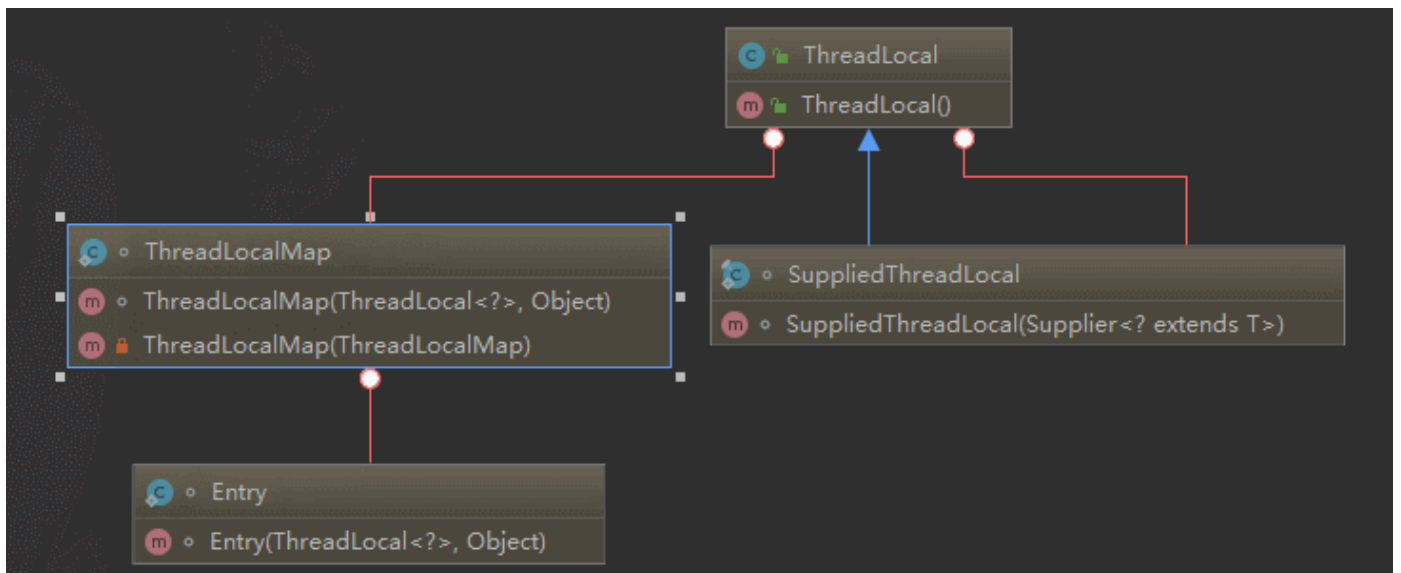 ThreadLocal
ThreadLocal()
ThreadLocalMap
ThreadLocalMap(ThreadLocal<?>, Object)
ThreadLocalMap(ThreadLocalMap)
SuppliedThreadLocal
SuppliedThreadLocal(Supplier<? extends T>)
Entry
Entry(ThreadLocal<?>, Object)